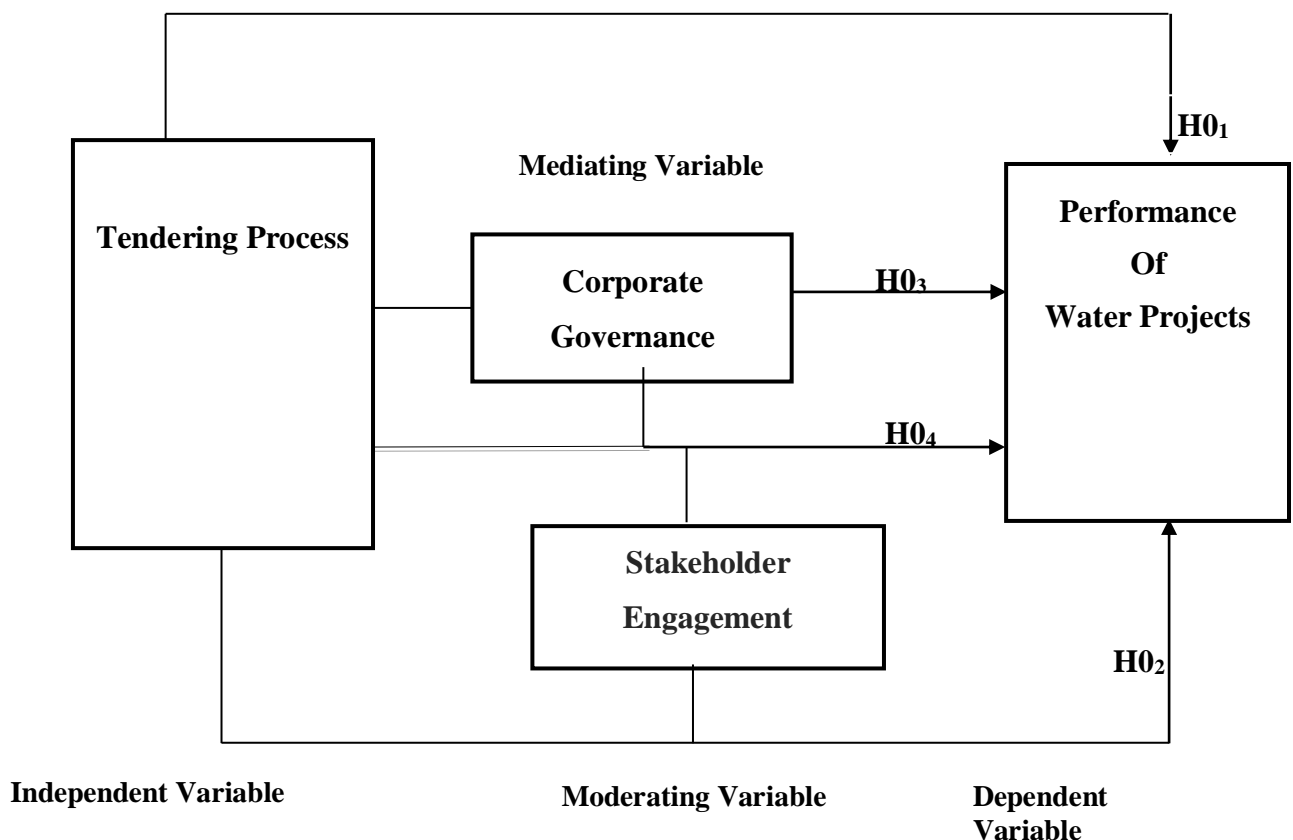 H0₁
Mediating Variable
Tendering Process
Corporate
Governance
H0₃
Performance
Of
Water Projects
H0₄
Stakeholder
Engagement
H0₂
Independent Variable
Moderating Variable
Dependent
Variable